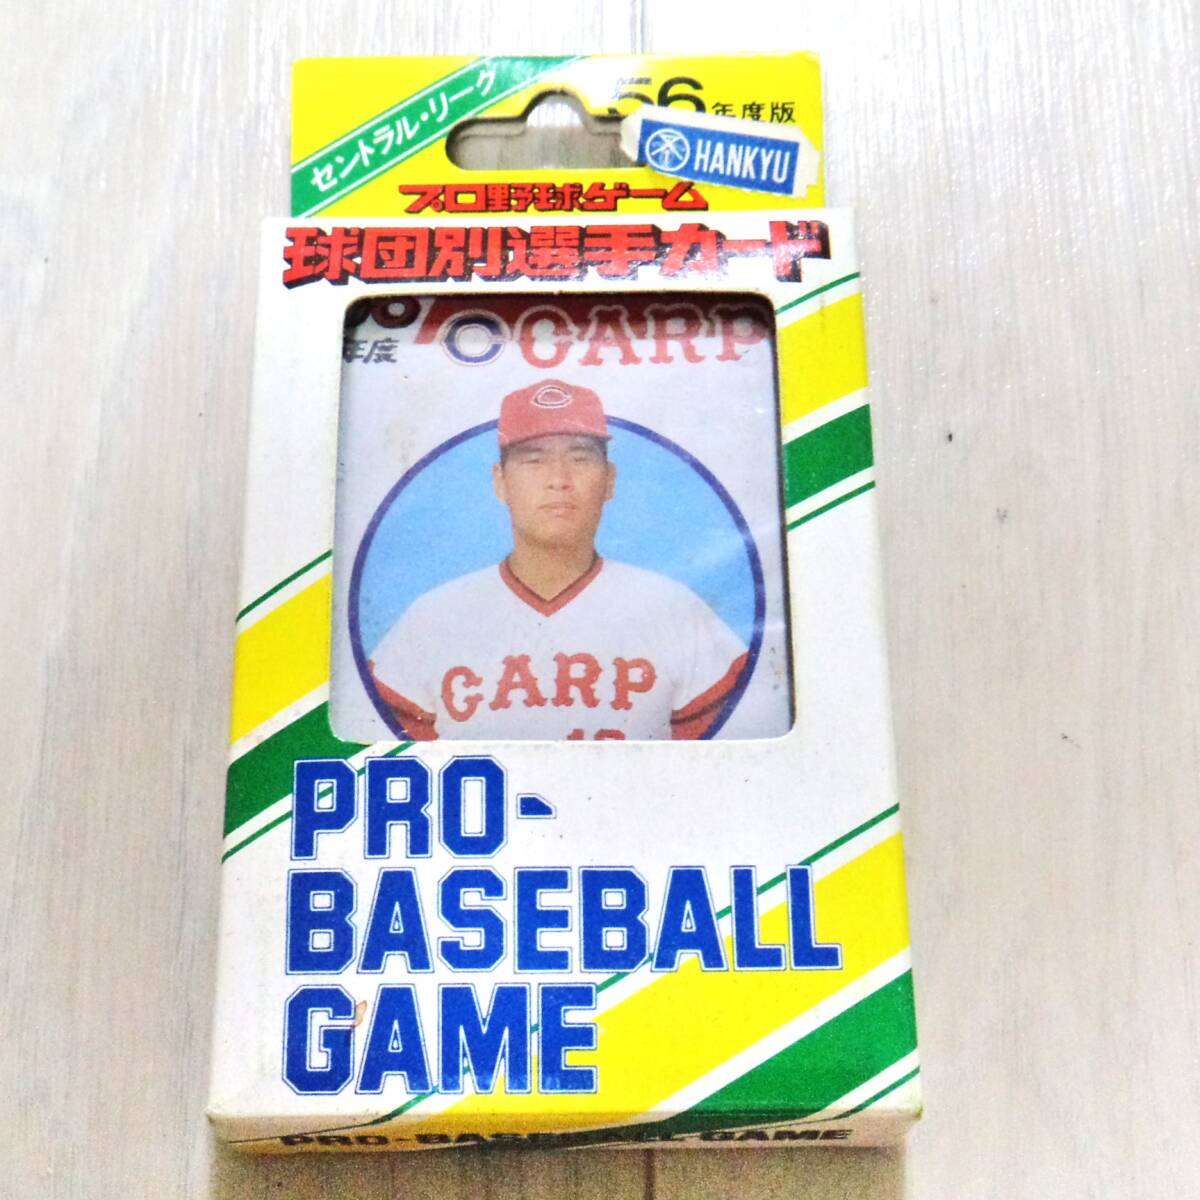 セントラル・リーグ
56年度版
HANKYU
プロ野球ゲーム
球団別選手カード
年度
C CARP
CARP
PRO-
BASEBALL
GAME
PRO-BASEBALL GAME